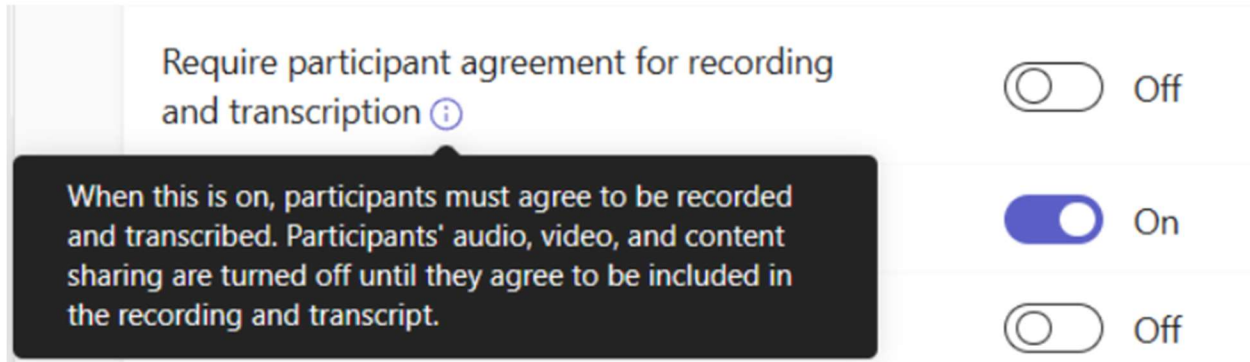 Require participant agreement for recording
and transcription
Off
When this is on, participants must agree to be recorded
and transcribed. Participants' audio, video, and content
sharing are turned off until they agree to be included in
the recording and transcript.
On
Off